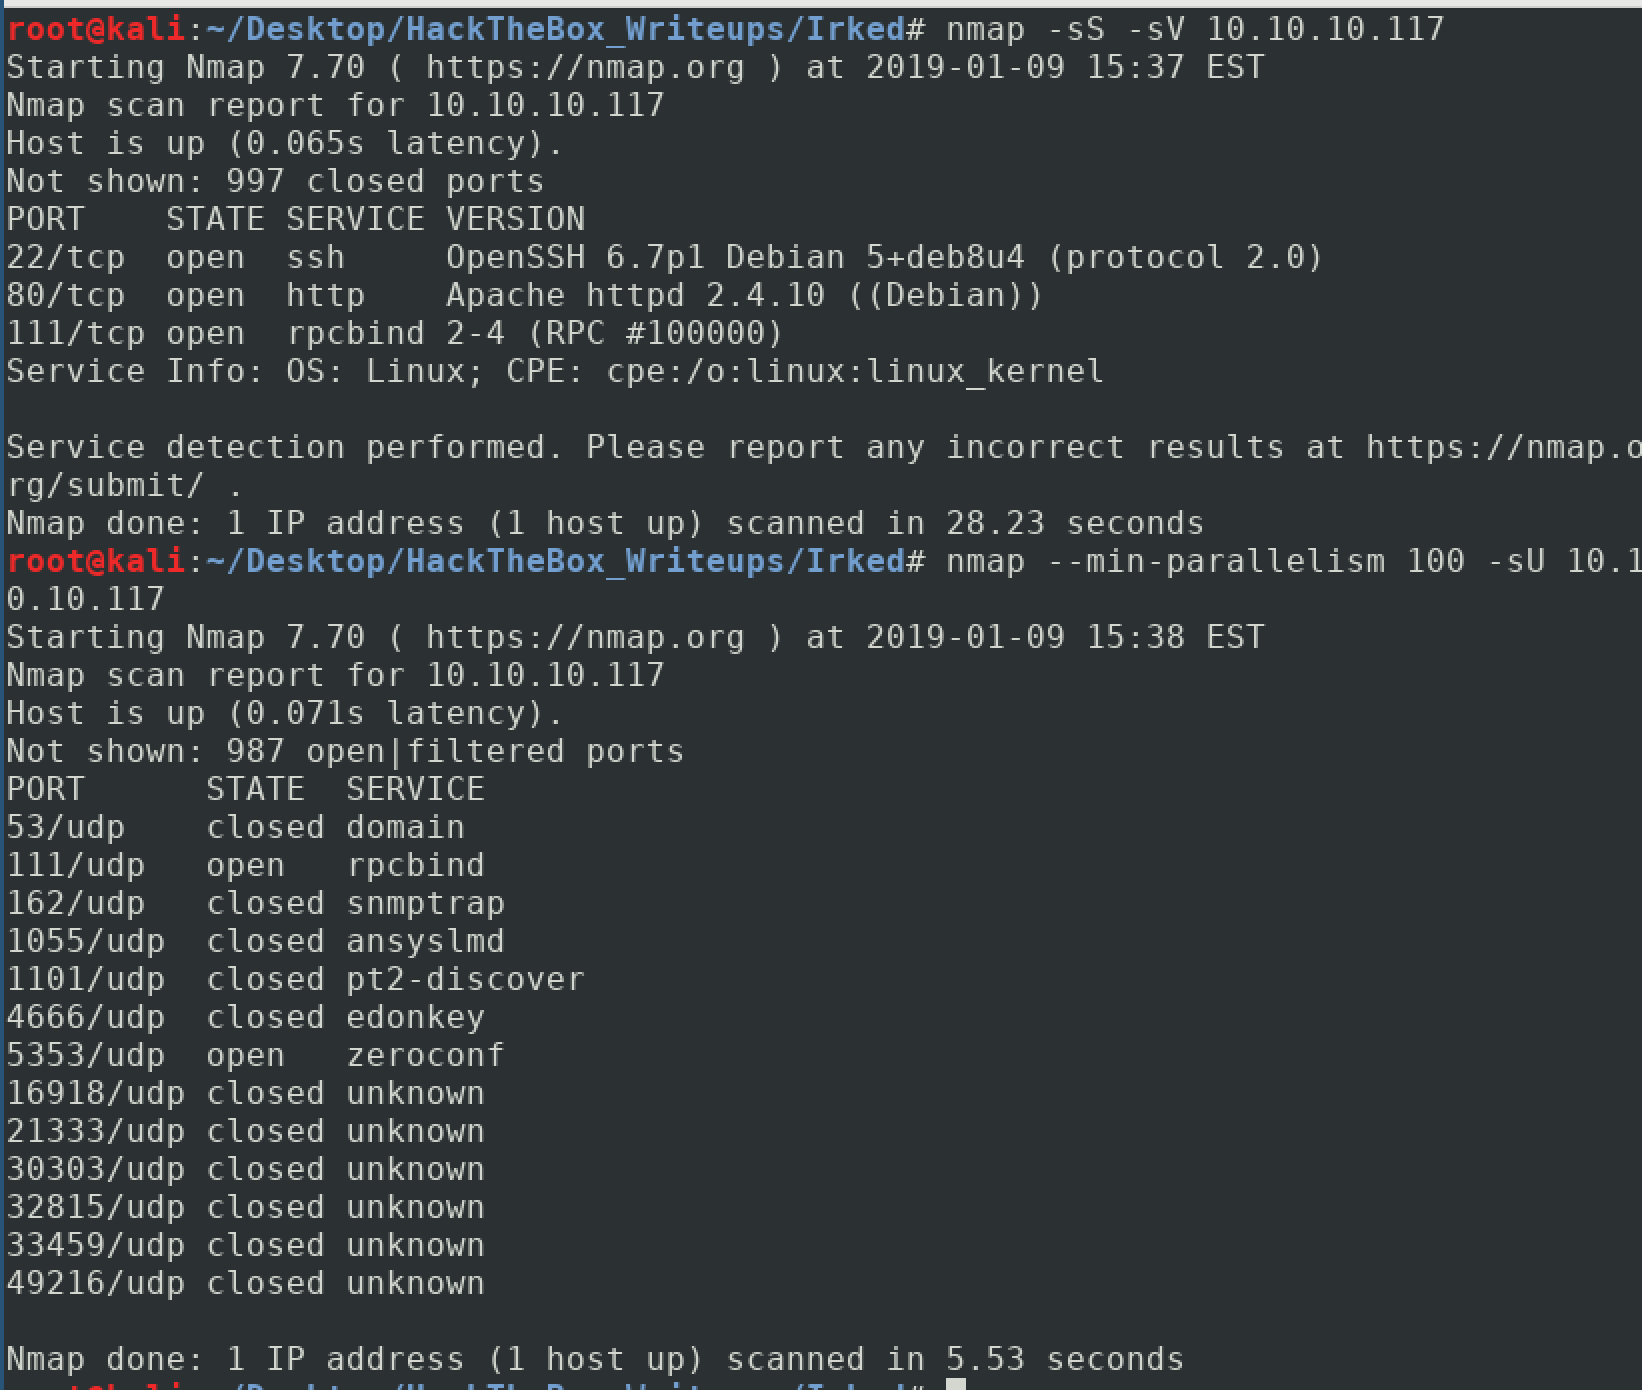 root@kali:~/Desktop/HackTheBox_Writeups/Irked# nmap -sS -sV 10.10.10.117
Starting Nmap 7.70 ( https://nmap.org ) at 2019-01-09 15:37 EST
Nmap scan report for 10.10.10.117
Host is up (0.065s latency).
Not shown: 997 closed ports
PORT    STATE SERVICE VERSION
22/tcp  open  ssh     OpenSSH 6.7p1 Debian 5+deb8u4 (protocol 2.0)
80/tcp  open  http    Apache httpd 2.4.10 ((Debian))
111/tcp open  rpcbind 2-4 (RPC #100000)
Service Info: OS: Linux; CPE: cpe:/o:linux:linux_kernel

Service detection performed. Please report any incorrect results at https://nmap.o
rg/submit/ .
Nmap done: 1 IP address (1 host up) scanned in 28.23 seconds
root@kali:~/Desktop/HackTheBox_Writeups/Irked# nmap --min-parallelism 100 -sU 10.1
0.10.117
Starting Nmap 7.70 ( https://nmap.org ) at 2019-01-09 15:38 EST
Nmap scan report for 10.10.10.117
Host is up (0.071s latency).
Not shown: 987 open|filtered ports
PORT      STATE  SERVICE
53/udp    closed domain
111/udp   open   rpcbind
162/udp   closed snmptrap
1055/udp  closed ansyslmd
1101/udp  closed pt2-discover
4666/udp  closed edonkey
5353/udp  open   zeroconf
16918/udp closed unknown
21333/udp closed unknown
30303/udp closed unknown
32815/udp closed unknown
33459/udp closed unknown
49216/udp closed unknown

Nmap done: 1 IP address (1 host up) scanned in 5.53 seconds
root@kali:~/Desktop/HackTheBox_Writeups/Irked#